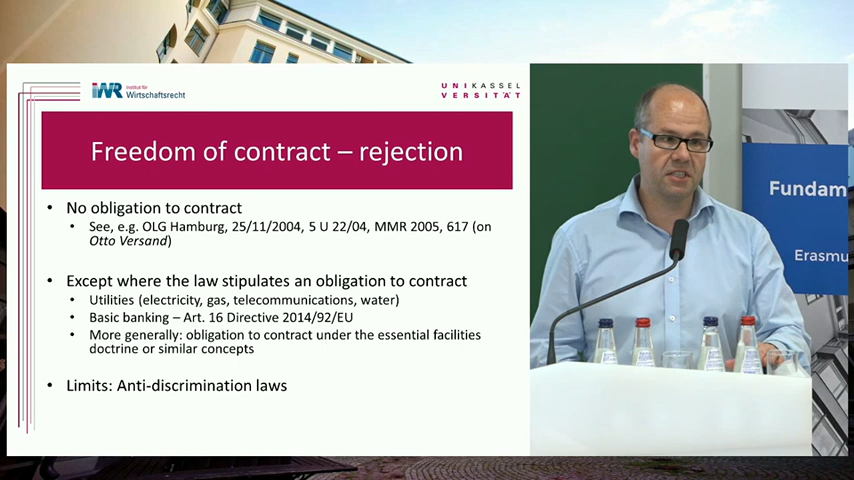 iWR Institut für
Wirtschaftsrecht
UNIKASSEL
VERSITÄT
Freedom of contract – rejection
• No obligation to contract
• See, e.g. OLG Hamburg, 25/11/2004, 5 U 22/04, MMR 2005, 617 (on
Otto Versand)
• Except where the law stipulates an obligation to contract
• Utilities (electricity, gas, telecommunications, water)
• Basic banking – Art. 16 Directive 2014/92/EU
• More generally: obligation to contract under the essential facilities
doctrine or similar concepts
• Limits: Anti-discrimination laws
Fundam
Erasmu